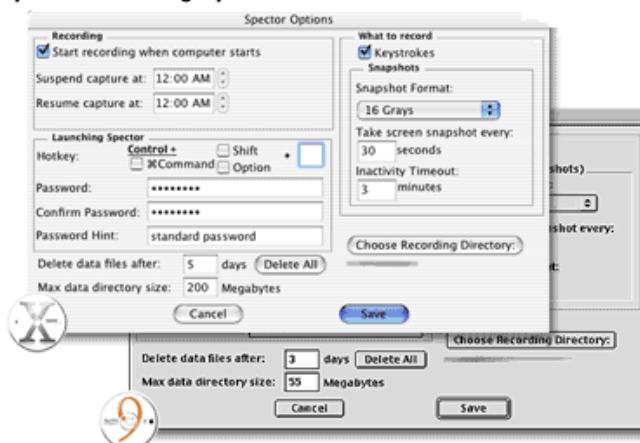 Spector Options
Recording
Start recording when computer starts
Suspend capture at: 12:00 AM
Resume capture at: 12:00 AM
Launching Spector
Hotkey: Control + Shift
⌘Command Option
Password: ••••••••
Confirm Password: ••••••••
Password Hint: standard password
Delete data files after: 5 days Delete All
Max data directory size: 200 Megabytes
Cancel Save
What to record
Keystrokes
Snapshots
Snapshot Format:
16 Grays
Take screen snapshot every:
30 seconds
Inactivity Timeout:
3 minutes
Choose Recording Directory:
X
shots)
shot every:
Choose Recording Directory:
Delete data files after: 3 days Delete All
Max data directory size: 55 Megabytes
Cancel Save
9